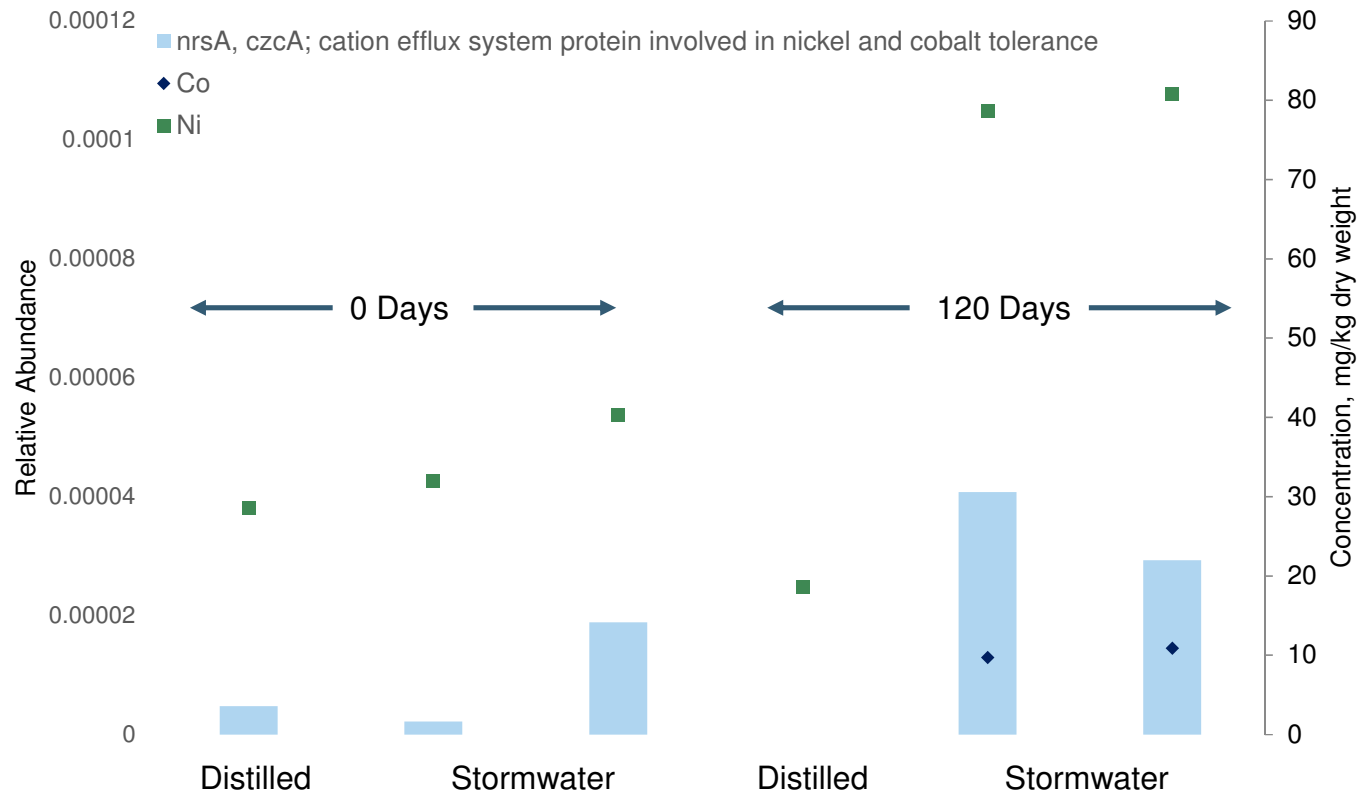 0.00012
0.0001
0.00008
0.00006
0.00004
0.00002
0
Relative Abundance
nrsA, czcA; cation efflux system protein involved in nickel and cobalt tolerance
Co
Ni
0 Days
120 Days
90
80
70
60
50
40
30
20
10
0
Concentration, mg/kg dry weight
Distilled
Stormwater
Distilled
Stormwater